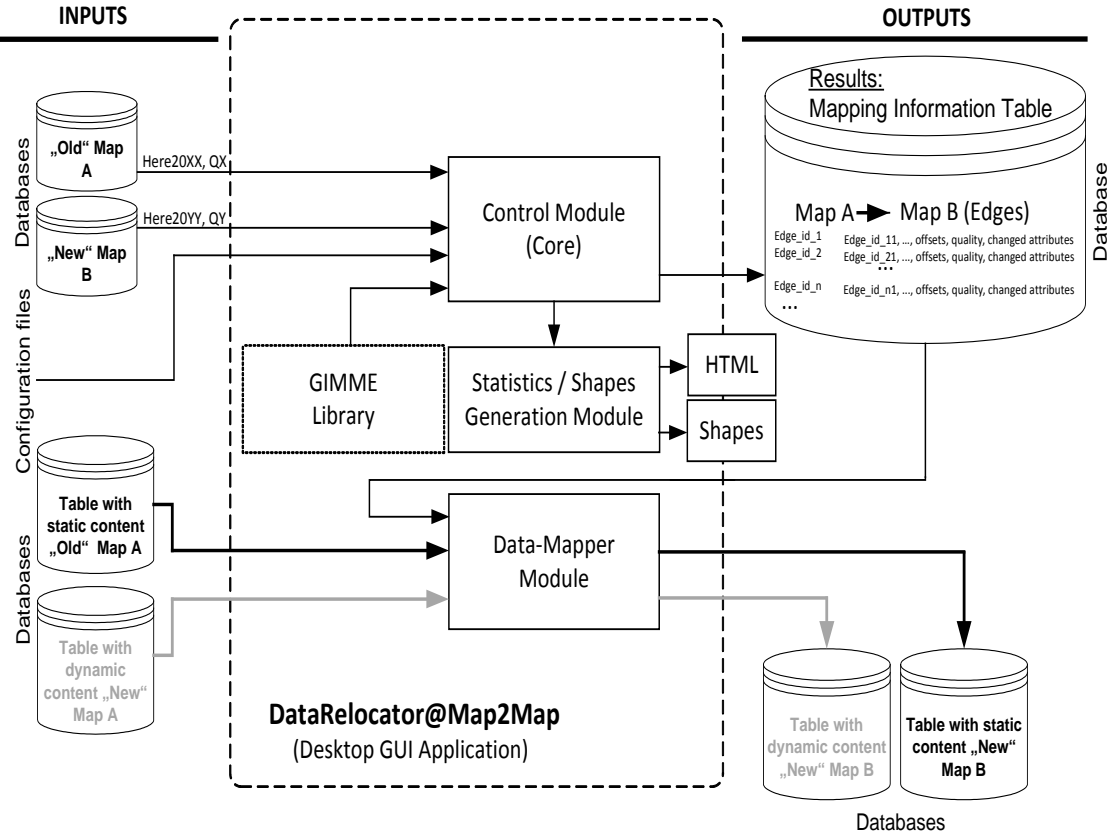 INPUTS
OUTPUTS
Databases
„Old“ Map
A
Here20XX, QX
„New“ Map
B
Here20YY, QY
Configuration files
Control Module
(Core)
GIMME
Library
Statistics / Shapes
Generation Module
HTML
Shapes
Results:
Mapping Information Table
Map A
Map B (Edges)
Edge_id_1
Edge_id_11, ..., offsets, quality, changed attributes
Edge_id_2
Edge_id_21, ..., offsets, quality, changed attributes
...
Edge_id_n
Edge_id_n1, ..., offsets, quality, changed attributes
...
Database
Databases
Table with
static content
„Old“ Map A
Table with
dynamic
content „New“
Map A
Data-Mapper
Module
DataRelocator@Map2Map
(Desktop GUI Application)
Table with
dynamic content
„New“ Map B
Table with static
content „New“
Map B
Databases